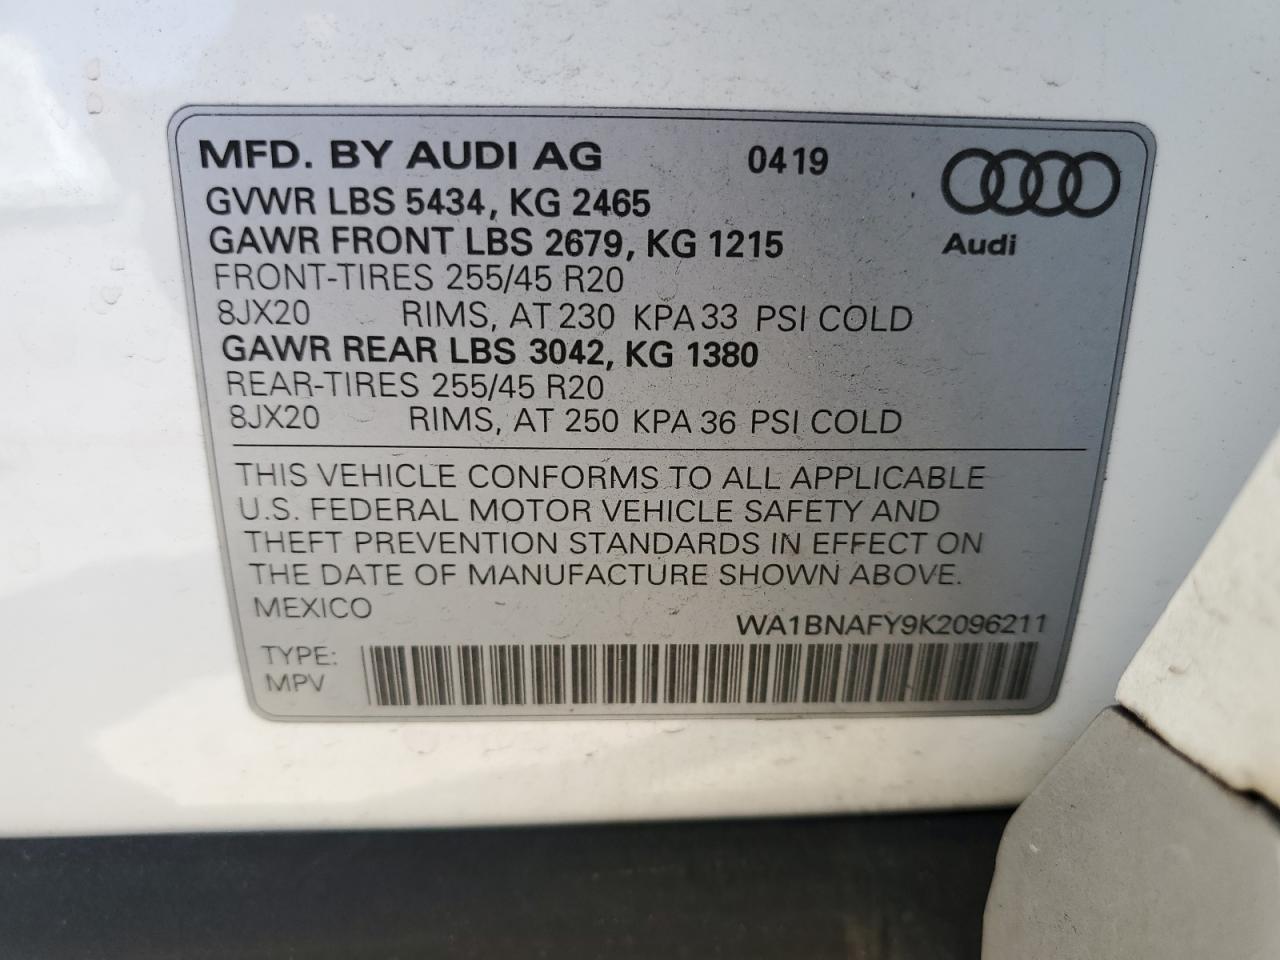 MFD. BY AUDI AG 0419
GVWR LBS 5434, KG 2465
GAWR FRONT LBS 2679, KG 1215
Audi
FRONT-TIRES 255/45 R20
8JX20 RIMS, AT 230 KPA 33 PSI COLD
GAWR REAR LBS 3042, KG 1380
REAR-TIRES 255/45 R20
8JX20 RIMS, AT 250 KPA 36 PSI COLD
THIS VEHICLE CONFORMS TO ALL APPLICABLE
U.S. FEDERAL MOTOR VEHICLE SAFETY AND
THEFT PREVENTION STANDARDS IN EFFECT ON
THE DATE OF MANUFACTURE SHOWN ABOVE.
MEXICO
WA1BNAFY9K2096211
TYPE:
MPV